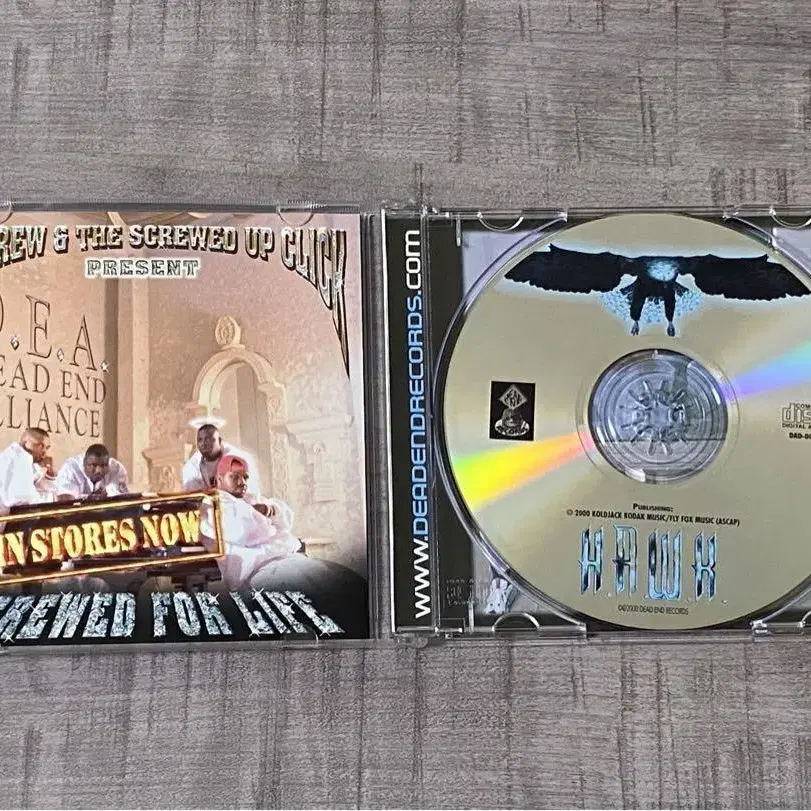 REW & THE SCREWED UP CLICK
PRESENT
D.E.A.
EAD END
LLIANCE
IN STORES NOW
REWED FOR LIFE
WWW.DEADENDRECORDS.COM
DIGITAL A
PUBLISHING:
© 2000 KOLDJACK KODAK MUSIC/FLY FOX MUSIC (ASCAP)
H.A.W.K.
©℗2000 DEAD END RECORDS